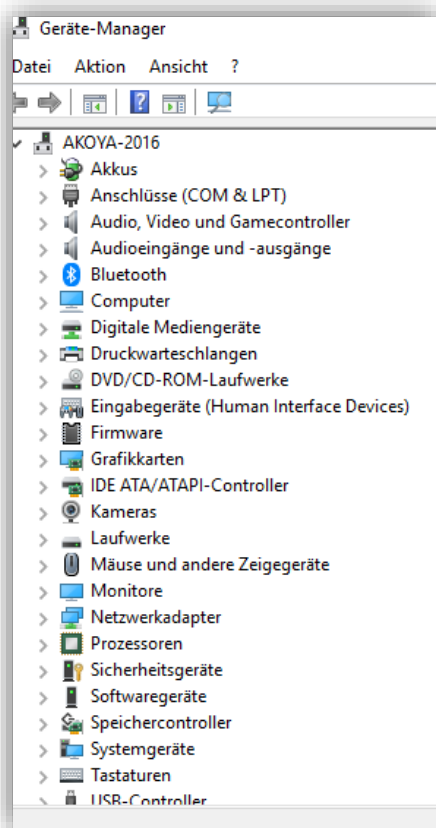 Geräte-Manager
Datei Aktion Ansicht ?
AKOYA-2016
Akkus
Anschlüsse (COM & LPT)
Audio, Video und Gamecontroller
Audioeingänge und -ausgänge
Bluetooth
Computer
Digitale Mediengeräte
Druckwarteschlangen
DVD/CD-ROM-Laufwerke
Eingabegeräte (Human Interface Devices)
Firmware
Grafikkarten
IDE ATA/ATAPI-Controller
Kameras
Laufwerke
Mäuse und andere Zeigegeräte
Monitore
Netzwerkadapter
Prozessoren
Sicherheitsgeräte
Softwaregeräte
Speichercontroller
Systemgeräte
Tastaturen
USB-Controller